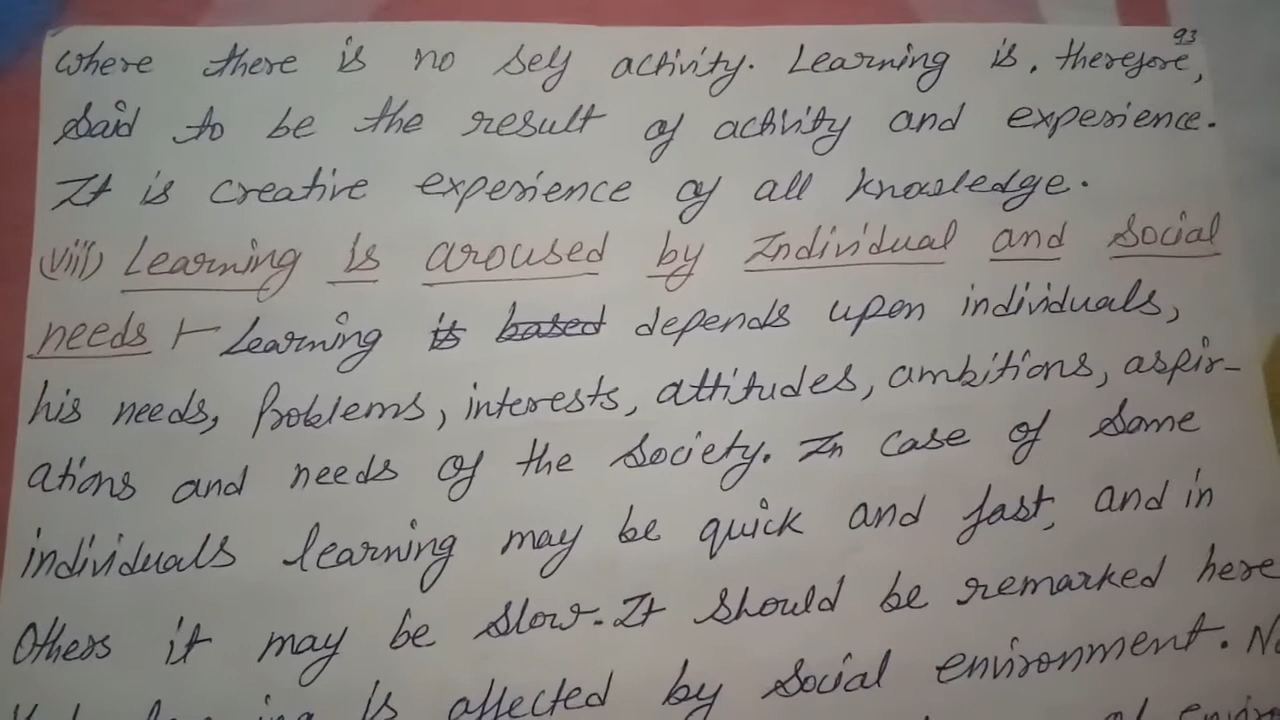 93
where there is no self activity. Learning is, therefore,
Said to be the result of activity and experience.
It is creative experience of all knowledge.
(viii) Learning is aroused by Individual and Social
needs :- Learning is based depends upon individuals,
his needs, Problems, interests, attitudes, ambitions, aspir-
ations and needs of the Society. In case of Some
individuals learning may be quick and fast, and in
Others it may be slow. It Should be remarked here
is affected by Social environment.